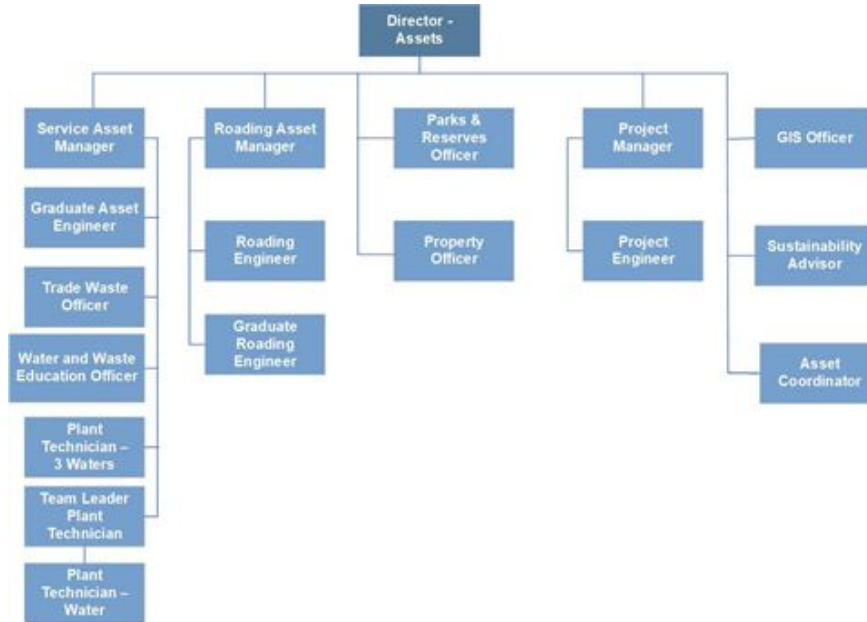 Director -
Assets
Service Asset
Manager
Roading Asset
Manager
Parks &
Reserves
Officer
Project
Manager
GIS Officer
Graduate Asset
Engineer
Roading
Engineer
Property
Officer
Project
Engineer
Sustainability
Advisor
Trade Waste
Officer
Graduate
Roading
Engineer
Water and Waste
Education Officer
Asset
Coordinator
Plant
Technician –
3 Waters
Team Leader
Plant
Technician
Plant
Technician –
Water